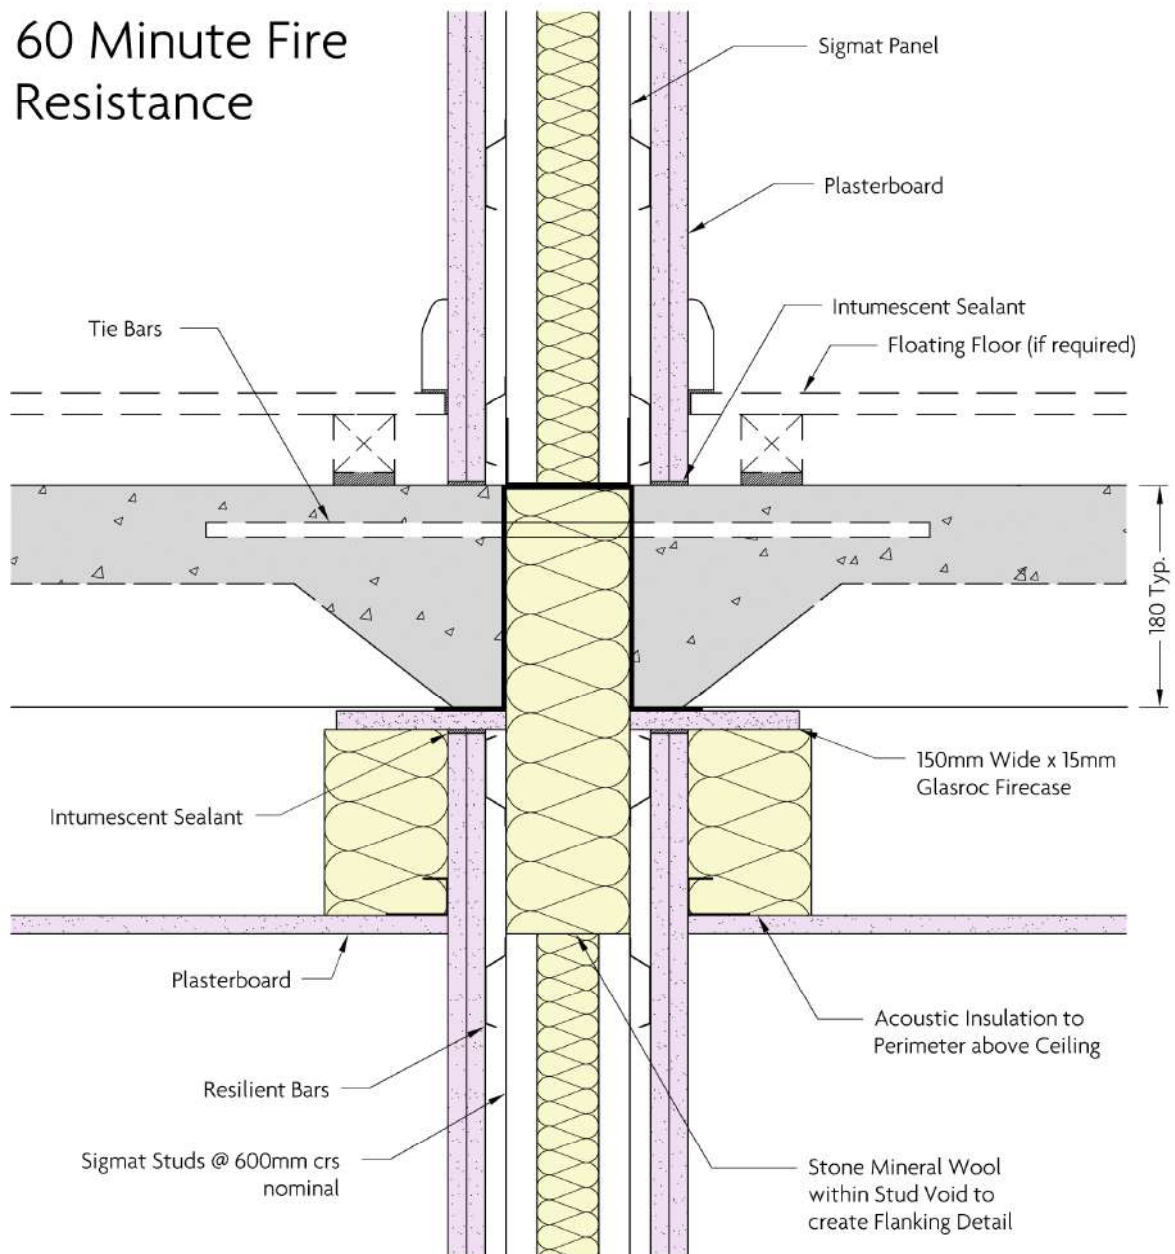 60 Minute Fire
Resistance
Sigmat Panel
Plasterboard
Intumescent Sealant
Tie Bars
Floating Floor (if required)
180 Typ.
150mm Wide x 15mm
Glasroc Firecase
Intumescent Sealant
Plasterboard
Acoustic Insulation to
Perimeter above Ceiling
Resilient Bars
Sigmat Studs @ 600mm crs
nominal
Stone Mineral Wool
within Stud Void to
create Flanking Detail